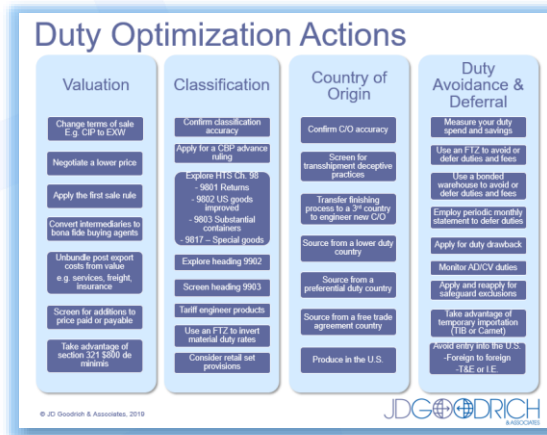 Duty Optimization Actions
Valuation
Change terms of sale
E.g. CIP to EXW
Negotiate a lower price
Apply the first sale rule
Convert intermediaries to
bona fide buying agents
Unbundle post export
costs from value
e.g. services, freight,
insurance
Screen for additions to
price paid or payable
Take advantage of
section 321 $800 de
minimis
Classification
Confirm classification
accuracy
Apply for a CBP advance
ruling
Explore HTS Ch. 98
- 9801 Returns
- 9802 US goods
improved
- 9803 Substantial
containers
- 9817 – Special goods
Explore heading 9902
Screen heading 9903
Tariff engineer products
Use an FTZ to invert
material duty rates
Consider retail set
provisions
Country of
Origin
Confirm C/O accuracy
Screen for
transshipment deceptive
practices
Transfer finishing
process to a 3rd country
to engineer new C/O
Source from a lower duty
country
Source from a
preferential duty country
Source from a free trade
agreement country
Produce in the U.S.
Duty
Avoidance &
Deferral
Measure your duty
spend and savings
Use an FTZ to avoid or
defer duties and fees
Use a bonded
warehouse to avoid or
defer duties and fees
Employ periodic monthly
statement to defer duties
Apply for duty drawback
Monitor AD/CV duties
Apply and reapply for
safeguard exclusions
Take advantage of
temporary importation
(TIB or Carnet)
Avoid entry into the U.S.
-Foreign to foreign
-T&E or I.E.
© JD Goodrich & Associates, 2019
JDGOODRICH
& ASSOCIATES